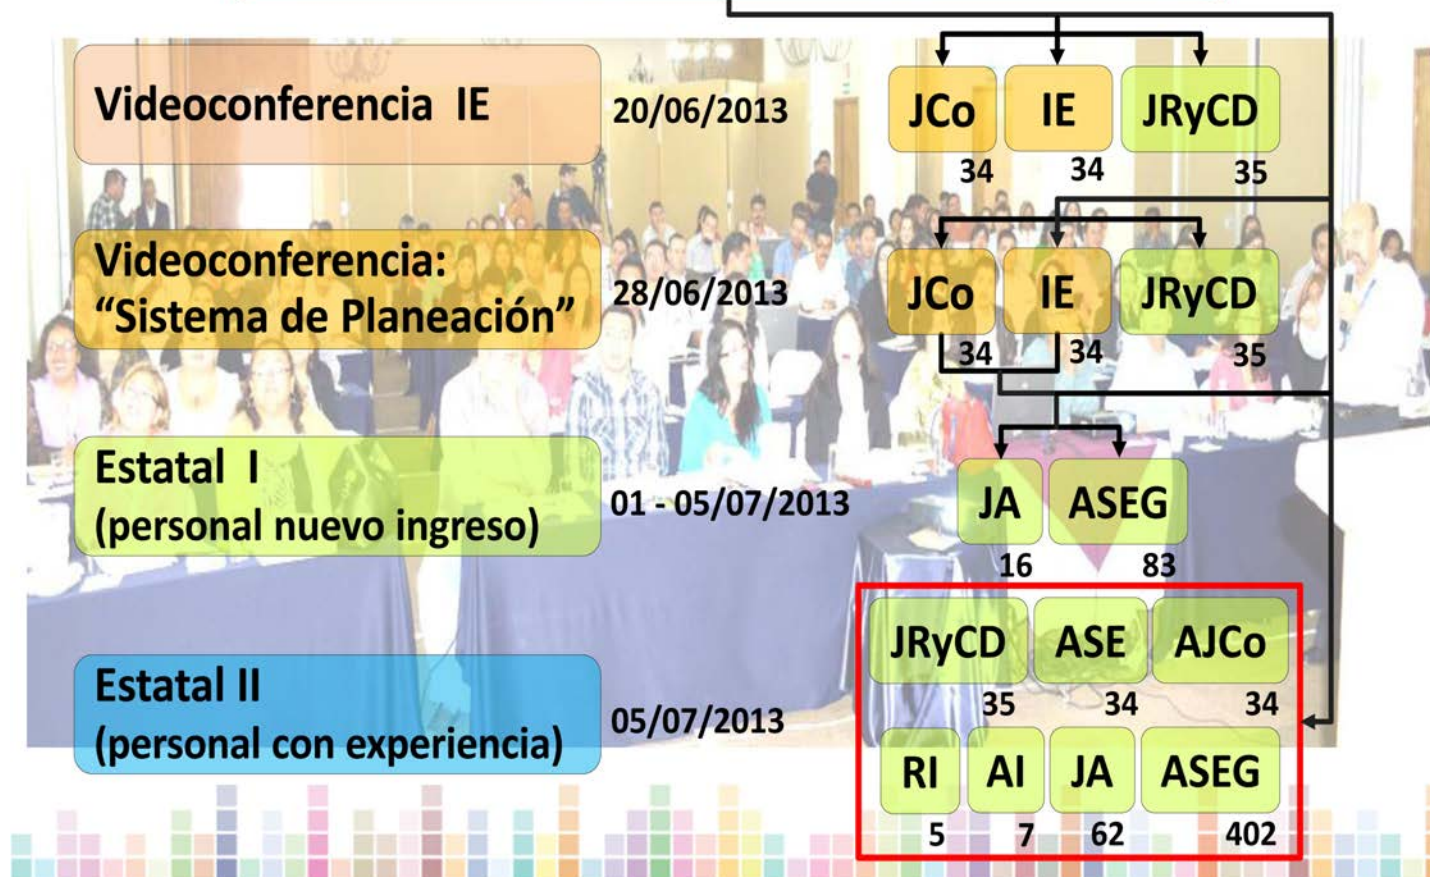 Videoconferencia IE
20/06/2013
JCo IE JRyCD
34 34 35
Videoconferencia:
“Sistema de Planeación”
28/06/2013
JCo IE JRyCD
34 34 35
Estatal I
(personal nuevo ingreso)
01 - 05/07/2013
JA ASEG
16 83
Estatal II
(personal con experiencia)
05/07/2013
JRyCD ASE AJCo
35 34 34
RI AI JA ASEG
5 7 62 402